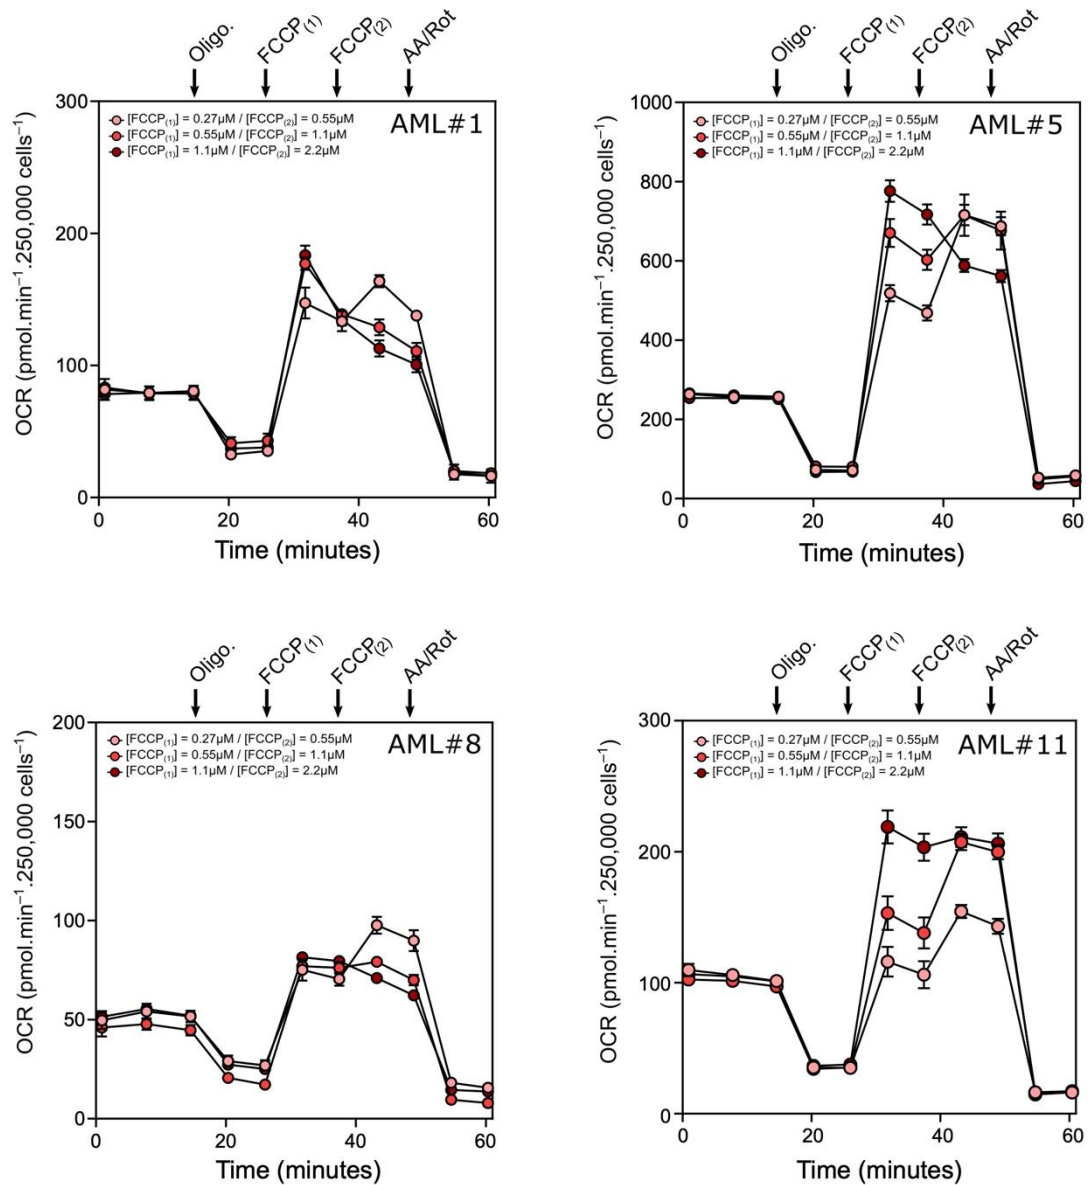 Oligo. FCCP(1) FCCP(2) AA/Rot
OCR (pmol.min⁻¹.250,000 cells⁻¹)
300
200
100
0
[FCCP(1)] = 0.27µM / [FCCP(2)] = 0.55µM
[FCCP(1)] = 0.55µM / [FCCP(2)] = 1.1µM
[FCCP(1)] = 1.1µM / [FCCP(2)] = 2.2µM
AML#1
0 20 40 60
Time (minutes)
Oligo. FCCP(1) FCCP(2) AA/Rot
OCR (pmol.min⁻¹.250,000 cells⁻¹)
1000
800
600
400
200
0
[FCCP(1)] = 0.27µM / [FCCP(2)] = 0.55µM
[FCCP(1)] = 0.55µM / [FCCP(2)] = 1.1µM
[FCCP(1)] = 1.1µM / [FCCP(2)] = 2.2µM
AML#5
0 20 40 60
Time (minutes)
Oligo. FCCP(1) FCCP(2) AA/Rot
OCR (pmol.min⁻¹.250,000 cells⁻¹)
200
150
100
50
0
[FCCP(1)] = 0.27µM / [FCCP(2)] = 0.55µM
[FCCP(1)] = 0.55µM / [FCCP(2)] = 1.1µM
[FCCP(1)] = 1.1µM / [FCCP(2)] = 2.2µM
AML#8
0 20 40 60
Time (minutes)
Oligo. FCCP(1) FCCP(2) AA/Rot
OCR (pmol.min⁻¹.250,000 cells⁻¹)
300
200
100
0
[FCCP(1)] = 0.27µM / [FCCP(2)] = 0.55µM
[FCCP(1)] = 0.55µM / [FCCP(2)] = 1.1µM
[FCCP(1)] = 1.1µM / [FCCP(2)] = 2.2µM
AML#11
0 20 40 60
Time (minutes)